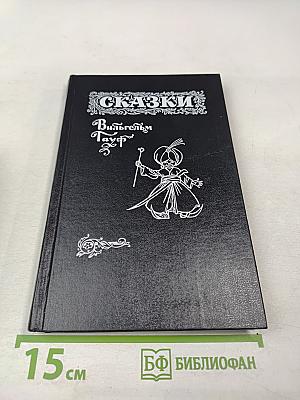 СКАЗКИ
Вильгельм
Гауф
15 см
БФ БИБЛИОФАН